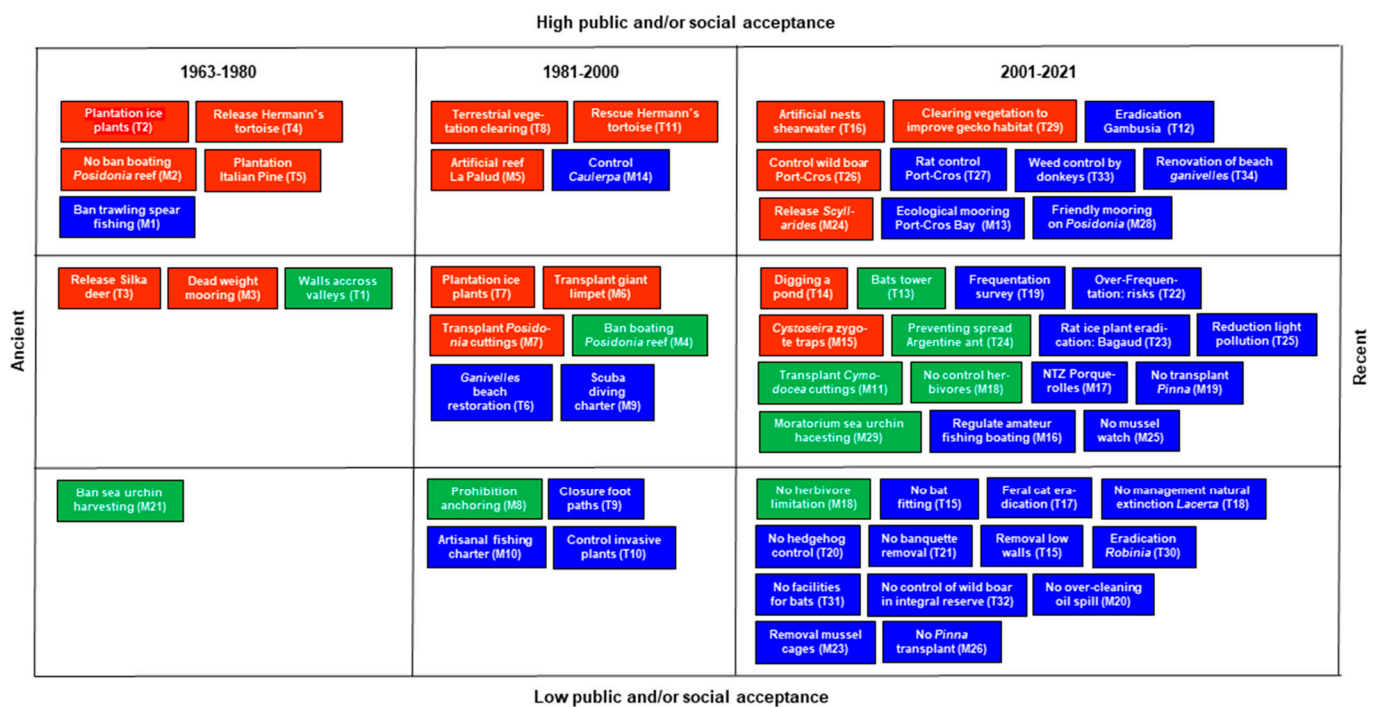 High public and/or social acceptance
1963-1980
1981-2000
2001-2021
Plantation ice
plants (T2)
Release Hermann's
tortoise (T4)
No ban boating
Posidonia reef (M2)
Plantation
Italian Pine (T5)
Ban trawling spear
fishing (M1)
Terrestrial vege-
tation clearing (T8)
Rescue Hermann's
tortoise (T11)
Artificial reef
La Palud (M5)
Control
Caulerpa (M14)
Artificial nests
shearwater (T16)
Clearing vegetation to
improve gecko habitat (T29)
Eradication
Gambusia (T12)
Control wild boar
Port-Cros (T26)
Rat control
Port-Cros (T27)
Weed control by
donkeys (T33)
Renovation of beach
ganivelles (T34)
Release Scyll-
arides (M24)
Ecological mooring
Port-Cros Bay (M13)
Friendly mooring
on Posidonia (M28)
Ancient
Recent
Release Silka
deer (T3)
Dead weight
mooring (M3)
Walls accross
valleys (T1)
Plantation ice
plants (T7)
Transplant giant
limpet (M6)
Transplant Posido-
nia cuttings (M7)
Ban boating
Posidonia reef (M4)
Ganivelles
beach
restoration (T6)
Scuba
diving
charter (M9)
Digging a
pond (T14)
Bats tower
(T13)
Frequentation
survey (T19)
Over-Frequen-
tation: risks (T22)
Cystoseira zygo-
te traps (M15)
Preventing spread
Argentine ant (T24)
Rat ice plant eradi-
cation: Bagaud (T23)
Reduction light
pollution (T25)
Transplant Cymo-
docea cuttings (M11)
No control her-
bivores (M18)
NTZ Porque-
rolles (M17)
No transplant
Pinna (M19)
Moratorium sea urchin
hacesting (M29)
Regulate amateur
fishing boating (M16)
No mussel
watch (M25)
Ban sea urchin
harvesting (M21)
Prohibition
anchoring (M8)
Closure foot
paths (T9)
Artisanal fishing
charter (M10)
Control invasive
plants (T10)
No herbivore
limitation (M18)
No bat
fitting (T15)
Feral cat era-
dication (T17)
No management natural
extinction Lacerta (T18)
No hedgehog
control (T20)
No banquette
removal (T21)
Removal low
walls (T15)
Eradication
Robinia (T30)
No facilities
for bats (T31)
No control of wild boar
in integral reserve (T32)
No over-cleaning
oil spill (M20)
Removal mussel
cages (M23)
No Pinna
transplant (M26)
Low public and/or social acceptance